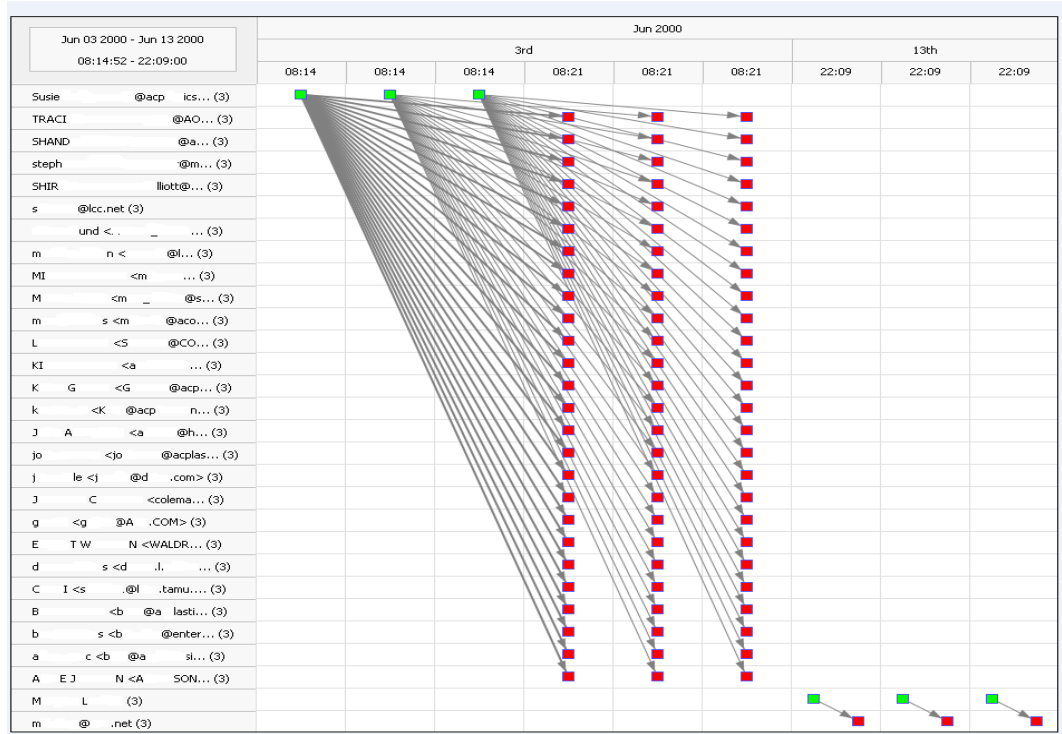 Jun 03 2000 - Jun 13 2000
08:14:52 - 22:09:00
Jun 2000
3rd 13th
08:14 08:14 08:14 08:21 08:21 08:21 22:09 22:09 22:09
Susie @acp ics... (3)
TRACI @AO... (3)
SHAND @a... (3)
steph @m... (3)
SHIR lliott@... (3)
s @lcc.net (3)
und <. . _ ... (3)
m n < @l... (3)
MI <m ... (3)
M <m _ @s... (3)
m s <m @aco... (3)
L <S @CO... (3)
KI <a ... (3)
K G <G @acp... (3)
k <K @acp n... (3)
J A <a @h... (3)
jo <jo @acplas... (3)
j le <j @d .com> (3)
J C <colema... (3)
g <g @A .COM> (3)
E T W N <WALDR... (3)
d s <d .l. ... (3)
C I <s .@l .tamu.... (3)
B <b @a lasti... (3)
b s <b @enter... (3)
a c <b @a si... (3)
A E J N <A SON... (3)
M L (3)
m @ .net (3)